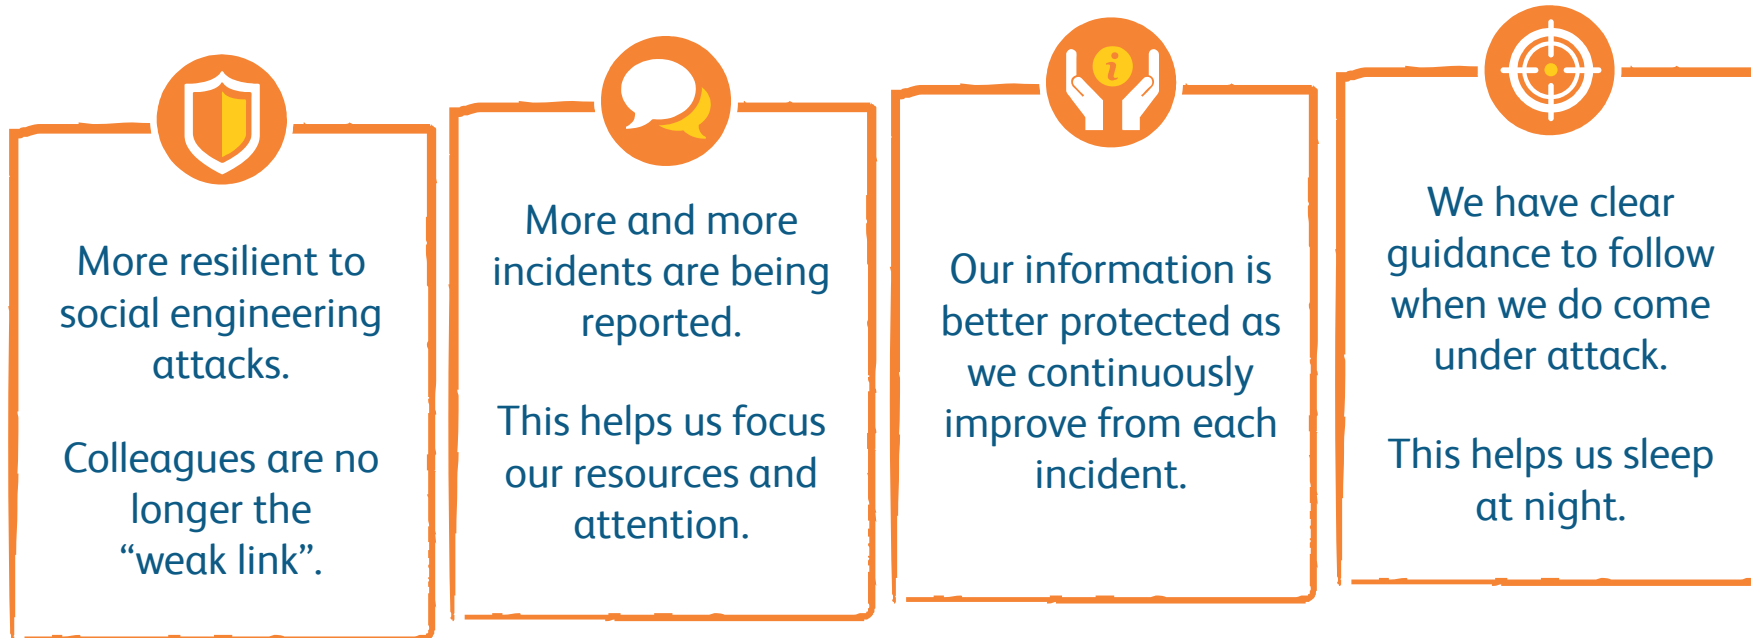 More resilient to
social engineering
attacks.
Colleagues are no
longer the
“weak link”.
More and more
incidents are being
reported.
This helps us focus
our resources and
attention.
i
Our information is
better protected as
we continuously
improve from each
incident.
We have clear
guidance to follow
when we do come
under attack.
This helps us sleep
at night.